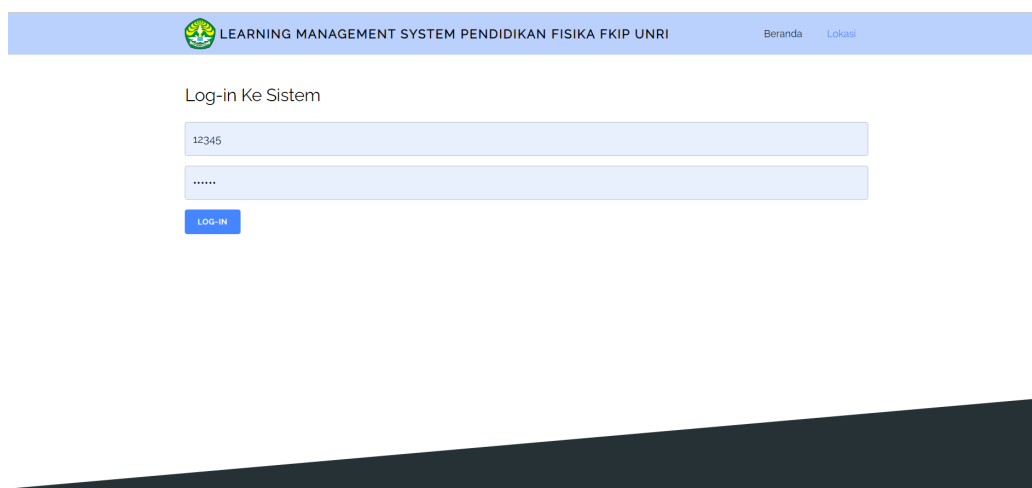 LEARNING MANAGEMENT SYSTEM PENDIDIKAN FISIKA FKIP UNRI
Beranda
Lokasi
Log-in Ke Sistem
12345
••••••
LOG-IN